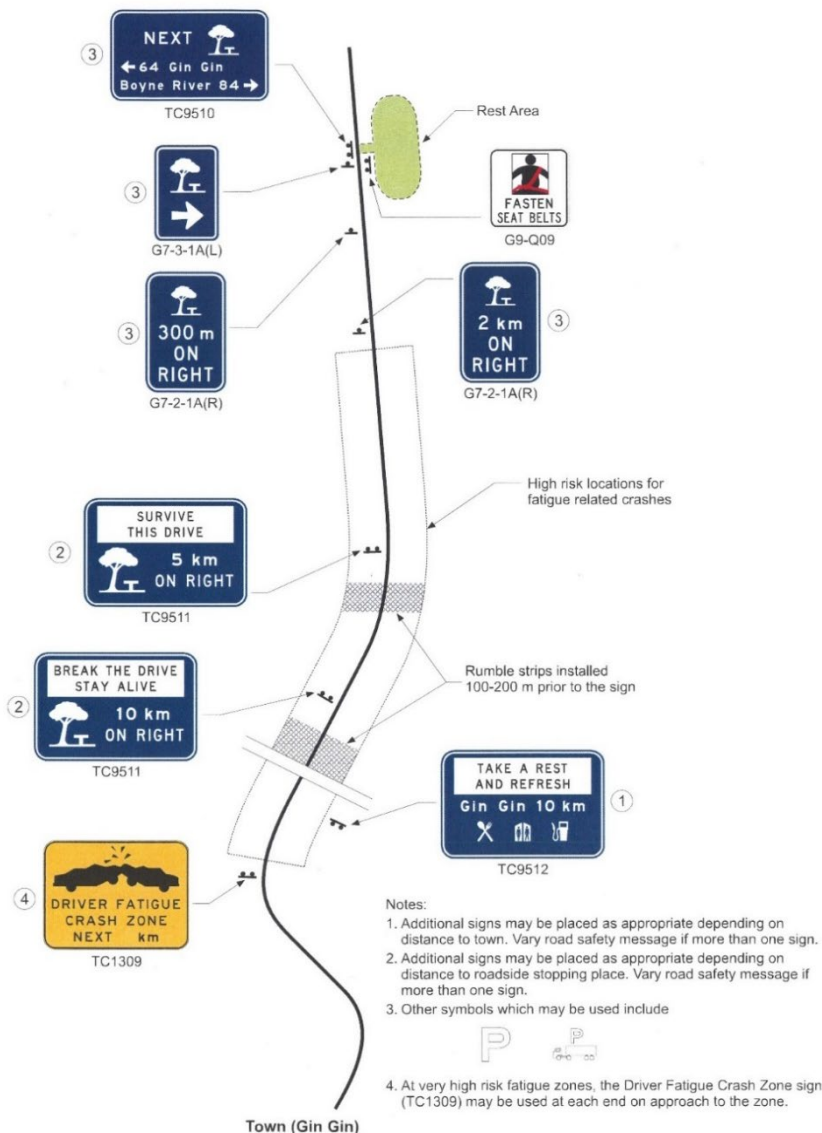 3
NEXT
← 64 Gin Gin
Boyne River 84 →
TC9510
Rest Area
3
G7-3-1A(L)
FASTEN
SEAT BELTS
G9-Q09
3
300 m
ON
RIGHT
G7-2-1A(R)
2 km
ON
RIGHT
3
G7-2-1A(R)
High risk locations for
fatigue related crashes
2
SURVIVE
THIS DRIVE
5 km
ON RIGHT
TC9511
Rumble strips installed
100-200 m prior to the sign
2
BREAK THE DRIVE
STAY ALIVE
10 km
ON RIGHT
TC9511
TAKE A REST
AND REFRESH
Gin Gin 10 km
1
TC9512
4
DRIVER FATIGUE
CRASH ZONE
NEXT km
TC1309
Notes:
1. Additional signs may be placed as appropriate depending on
distance to town. Vary road safety message if more than one sign.
2. Additional signs may be placed as appropriate depending on
distance to roadside stopping place. Vary road safety message if
more than one sign.
3. Other symbols which may be used include
P
P
4. At very high risk fatigue zones, the Driver Fatigue Crash Zone sign
(TC1309) may be used at each end on approach to the zone.
Town (Gin Gin)